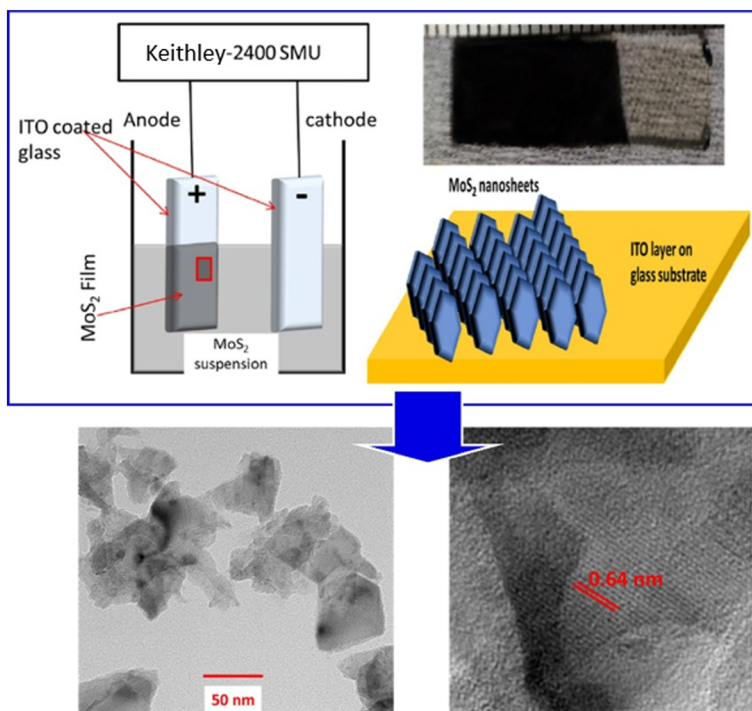 Keithley-2400 SMU
Anode
cathode
ITO coated
glass
+
-
MoS₂ Film
MoS₂
suspension
MoS₂ nanosheets
ITO layer on
glass substrate
50 nm
0.64 nm